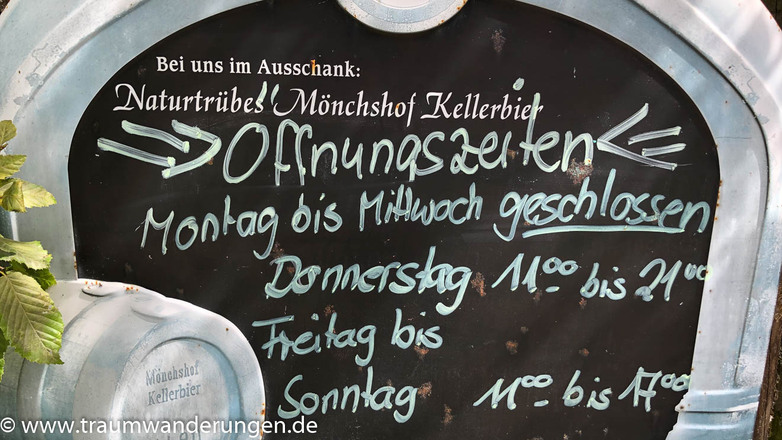 Bei uns im Ausschank:
Naturtrübes Mönchshof Kellerbier
=> Öffnungszeiten <=
Montag bis Mittwoch geschlossen
Donnerstag 11⁰⁰ bis 21⁰⁰
Freitag bis
Sonntag 11⁰⁰ bis 17⁰⁰
Mönchshof
Kellerbier
© www.traumwanderungen.de